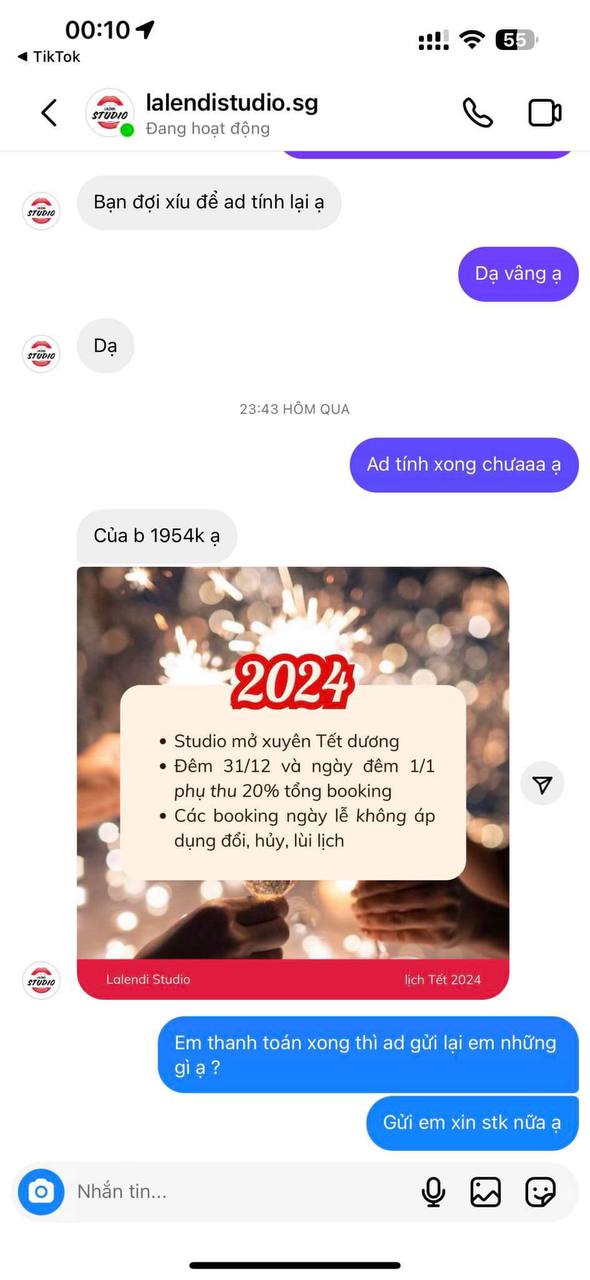 00:10
55
◀ TikTok
lalendistudio.sg
Đang hoạt động
STUDIO
Bạn đợi xíu để ad tính lại ạ
STUDIO
Dạ vâng ạ
Dạ
STUDIO
23:43 HÔM QUA
Ad tính xong chưaaa ạ
Của b 1954k ạ
2024
• Studio mở xuyên Tết dương
• Đêm 31/12 và ngày đêm 1/1
phụ thu 20% tổng booking
• Các booking ngày lễ không áp
dụng đổi, hủy, lùi lịch
Lalendi Studio
lịch Tết 2024
STUDIO
Em thanh toán xong thì ad gửi lại em những
gì ạ ?
Gửi em xin stk nữa ạ
Nhắn tin...